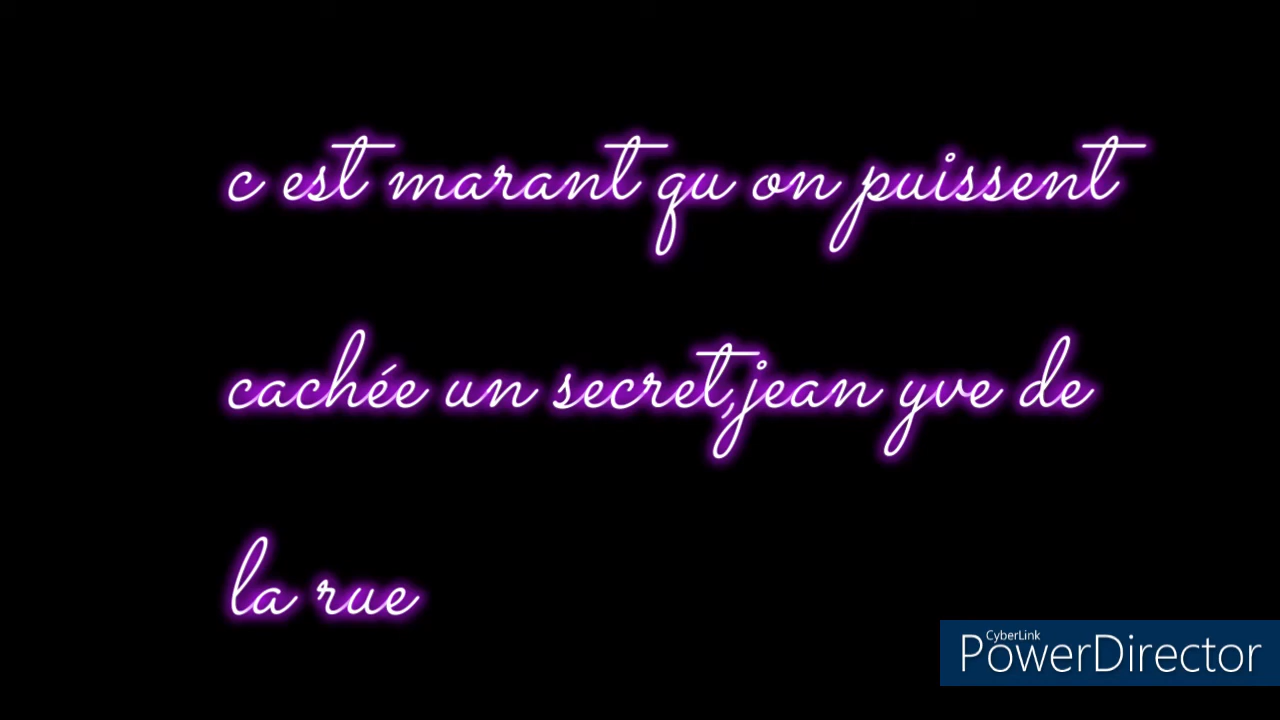 c est marant qu on puissent
cachée un secret,jean yve de
la rue
CyberLink
PowerDirector